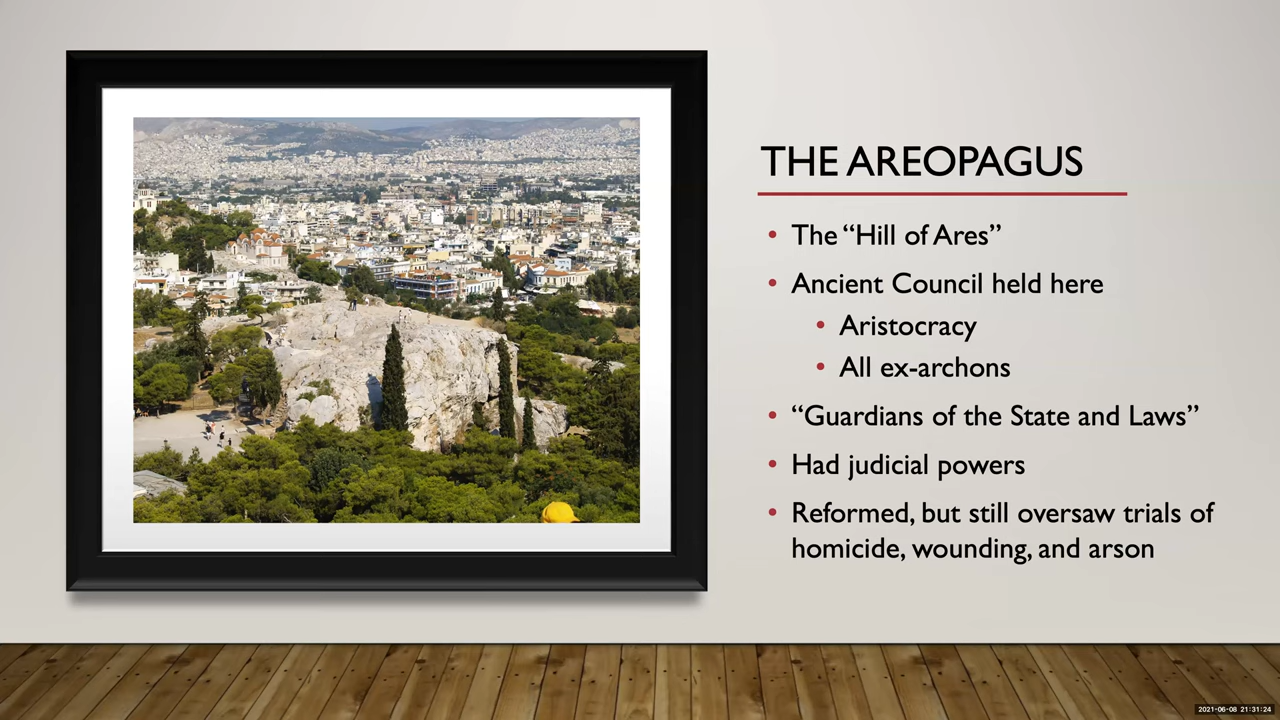 THE AREOPAGUS
• The “Hill of Ares”
• Ancient Council held here
• Aristocracy
• All ex-archons
• “Guardians of the State and Laws”
• Had judicial powers
• Reformed, but still oversaw trials of
homicide, wounding, and arson
2021-06-08 21:31:24